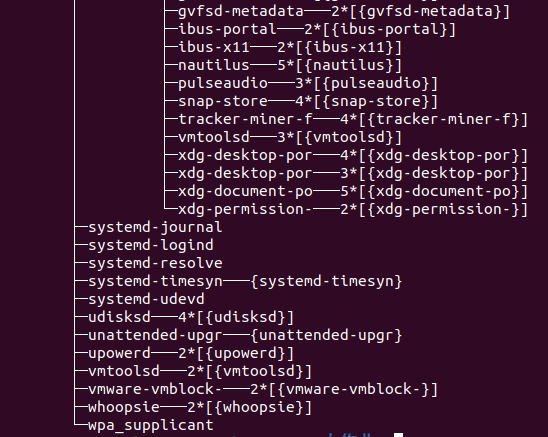 ├─gvfsd-metadata───2*[{gvfsd-metadata}]
├─ibus-portal───2*[{ibus-portal}]
├─ibus-x11───2*[{ibus-x11}]
├─nautilus───5*[{nautilus}]
├─pulseaudio───3*[{pulseaudio}]
├─snap-store───4*[{snap-store}]
├─tracker-miner-f───4*[{tracker-miner-f}]
├─vmtoolsd───3*[{vmtoolsd}]
├─xdg-desktop-por───4*[{xdg-desktop-por}]
├─xdg-desktop-por───3*[{xdg-desktop-por}]
├─xdg-document-po───5*[{xdg-document-po}]
└─xdg-permission-───2*[{xdg-permission-}]
├─systemd-journal
├─systemd-logind
├─systemd-resolve
├─systemd-timesyn───{systemd-timesyn}
├─systemd-udevd
├─udisksd───4*[{udisksd}]
├─unattended-upgr───{unattended-upgr}
├─upowerd───2*[{upowerd}]
├─vmtoolsd───2*[{vmtoolsd}]
├─vmware-vmblock-───2*[{vmware-vmblock-}]
├─whoopsie───2*[{whoopsie}]
└─wpa_supplicant